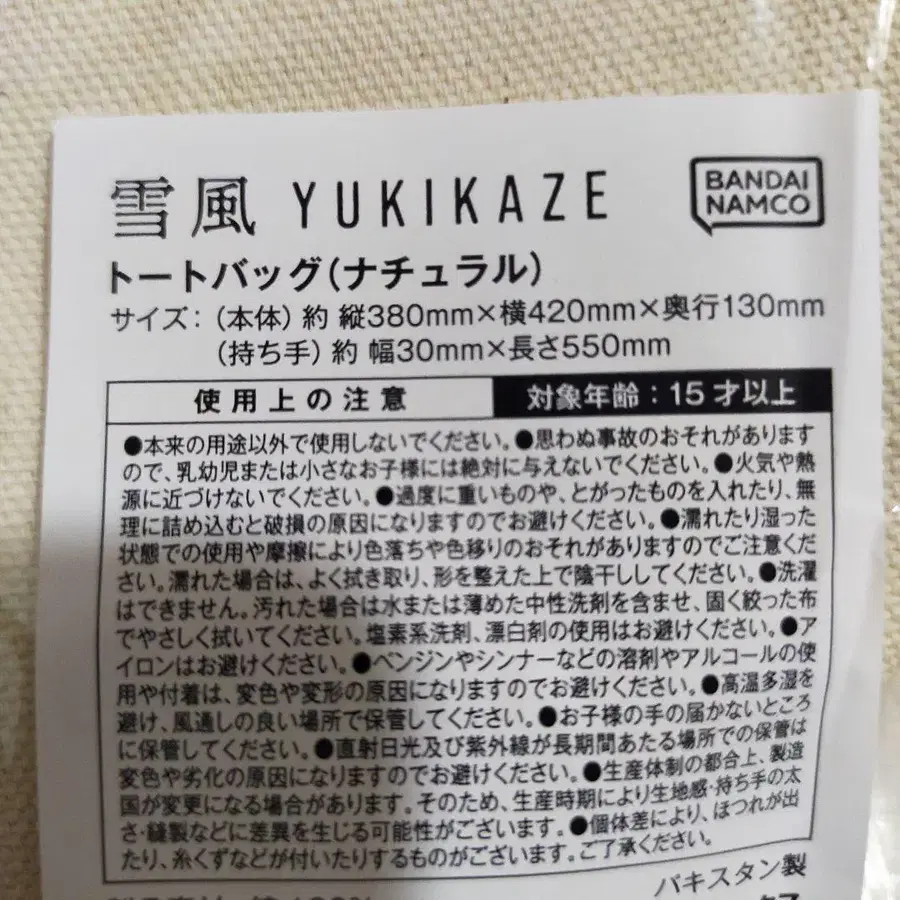 雪風 YUKIKAZE
BANDAI
NAMCO
トートバッグ(ナチュラル)
サイズ:(本体)約 縦380mm×横420mm×奥行130mm
(持ち手)約 幅30mm×長さ550mm
使用上の注意 対象年齢:15才以上
●本来の用途以外で使用しないでください。●思わぬ事故のおそれがあります
ので、乳幼児または小さなお子様には絶対に与えないでください。●火気や熱
源に近づけないでください。●過度に重いものや、とがったものを入れたり、無
理に詰め込むと破損の原因になりますのでお避けください。●濡れたり湿った
状態での使用や摩擦により色落ちや色移りのおそれがありますのでご注意くだ
さい。濡れた場合は、よく拭き取り、形を整えた上で陰干ししてください。●洗濯
はできません。汚れた場合は水または薄めた中性洗剤を含ませ、固く絞った布
でやさしく拭いてください。塩素系洗剤、漂白剤の使用はお避けください。●ア
イロンはお避けください。●ベンジンやシンナーなどの溶剤やアルコールの使
用や付着は、変色や変形の原因になりますのでお避けください。●高温多湿を
避け、風通しの良い場所で保管してください。●お子様の手の届かないところ
に保管してください。●直射日光及び紫外線が長期間あたる場所での保管は
変色や劣化の原因になりますのでお避けください。●生産体制の都合上、製造
国が変更になる場合があります。そのため、生産時期により生地感・持ち手の太
さ・縫製などに差異を生じる可能性がございます。●個体差により、ほつれが出
たり、糸くずなどが付いたりするものがございます。ご了承ください。
パキスタン製